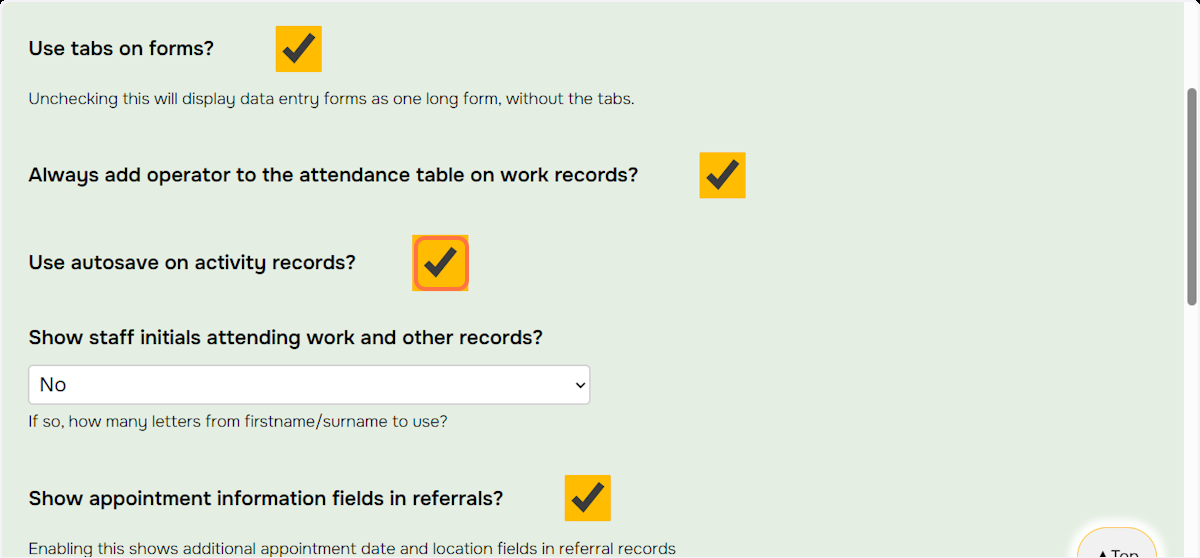 Use tabs on forms?
Unchecking this will display data entry forms as one long form, without the tabs.
Always add operator to the attendance table on work records?
Use autosave on activity records?
Show staff initials attending work and other records?
No
If so, how many letters from firstname/surname to use?
Show appointment information fields in referrals?
Enabling this shows additional appointment date and location fields in referral records
▲ Top